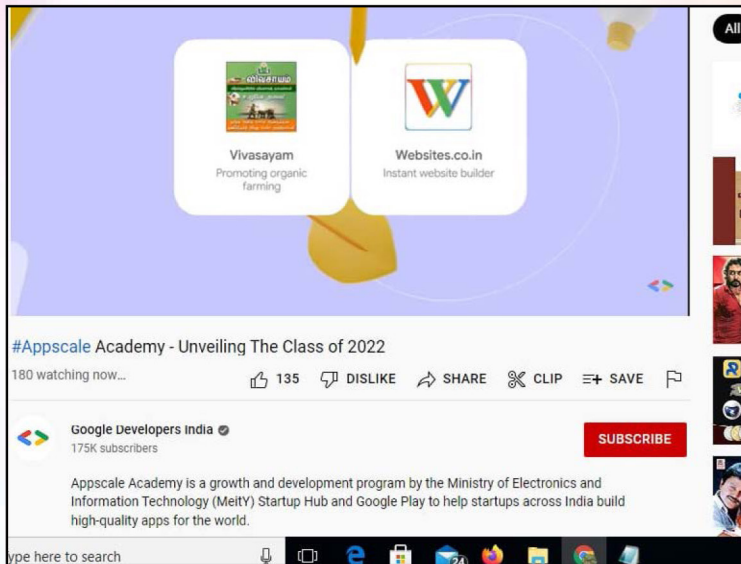 All
விவசாயம்
Vivasayam
Promoting organic
farming
Websites.co.in
Instant website builder
#Appscale Academy - Unveiling The Class of 2022
180 watching now...
135 DISLIKE SHARE CLIP SAVE
Google Developers India
175K subscribers
SUBSCRIBE
Appscale Academy is a growth and development program by the Ministry of Electronics and
Information Technology (MeitY) Startup Hub and Google Play to help startups across India build
high-quality apps for the world.
ype here to search
24